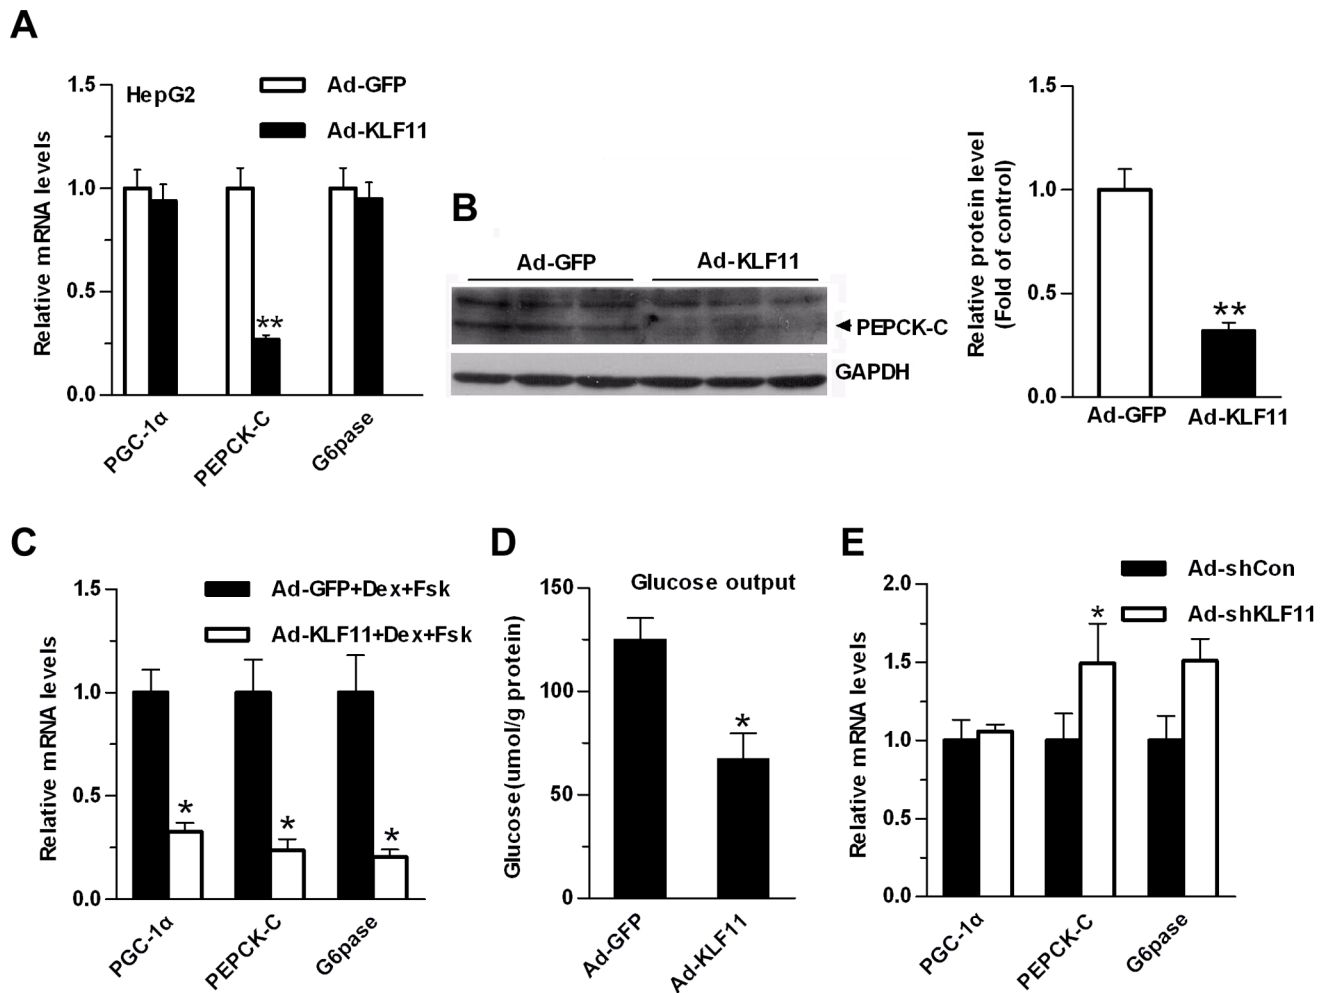 A
1.5
1.0
0.5
0.0
Relative mRNA levels
HepG2
Ad-GFP
Ad-KLF11
**
PGC-1α
PEPCK-C
G6pase
B
Ad-GFP
Ad-KLF11
PEPCK-C
GAPDH
1.5
1.0
0.5
0.0
Relative protein level
(Fold of control)
**
Ad-GFP
Ad-KLF11
C
1.5
1.0
0.5
0.0
Relative mRNA levels
Ad-GFP+Dex+Fsk
Ad-KLF11+Dex+Fsk
*
*
*
PGC-1α
PEPCK-C
G6pase
D
150
100
50
0
Glucose(umol/g protein)
Glucose output
*
Ad-GFP
Ad-KLF11
E
2.0
1.5
1.0
0.5
0.0
Relative mRNA levels
Ad-shCon
Ad-shKLF11
*
PGC-1α
PEPCK-C
G6pase